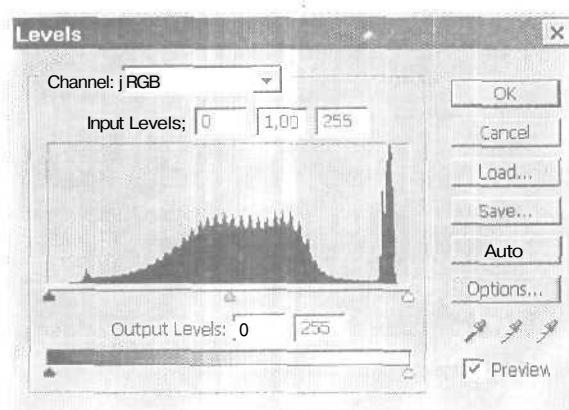 Levels
Channel: j RGB
Input Levels; 0 1,00 255
OK
Cancel
Load...
Save...
Auto
Options...
Output Levels: 0 255
Preview